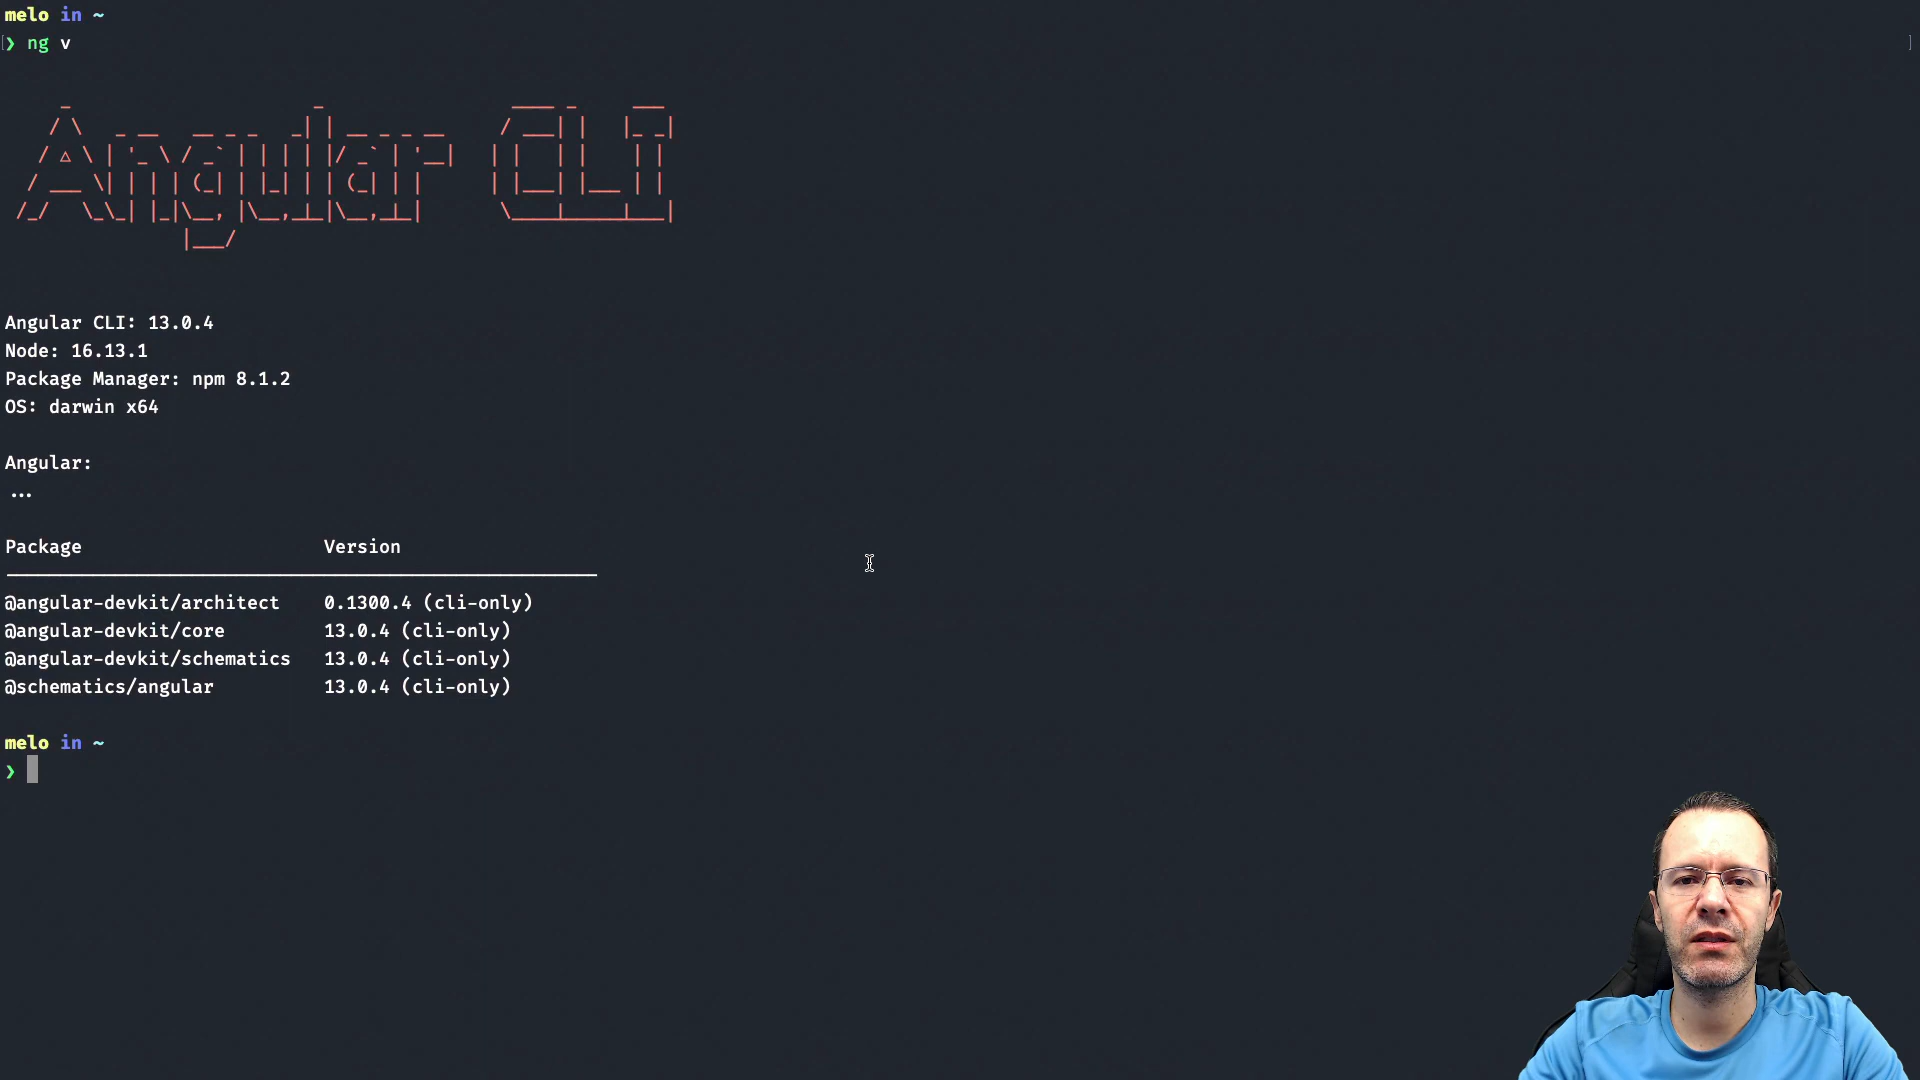 melo in ~
❯ ng v
Angular CLI
Angular CLI: 13.0.4
Node: 16.13.1
Package Manager: npm 8.1.2
OS: darwin x64
Angular:
...
Package Version
@angular-devkit/architect 0.1300.4 (cli-only)
@angular-devkit/core 13.0.4 (cli-only)
@angular-devkit/schematics 13.0.4 (cli-only)
@schematics/angular 13.0.4 (cli-only)
melo in ~
❯